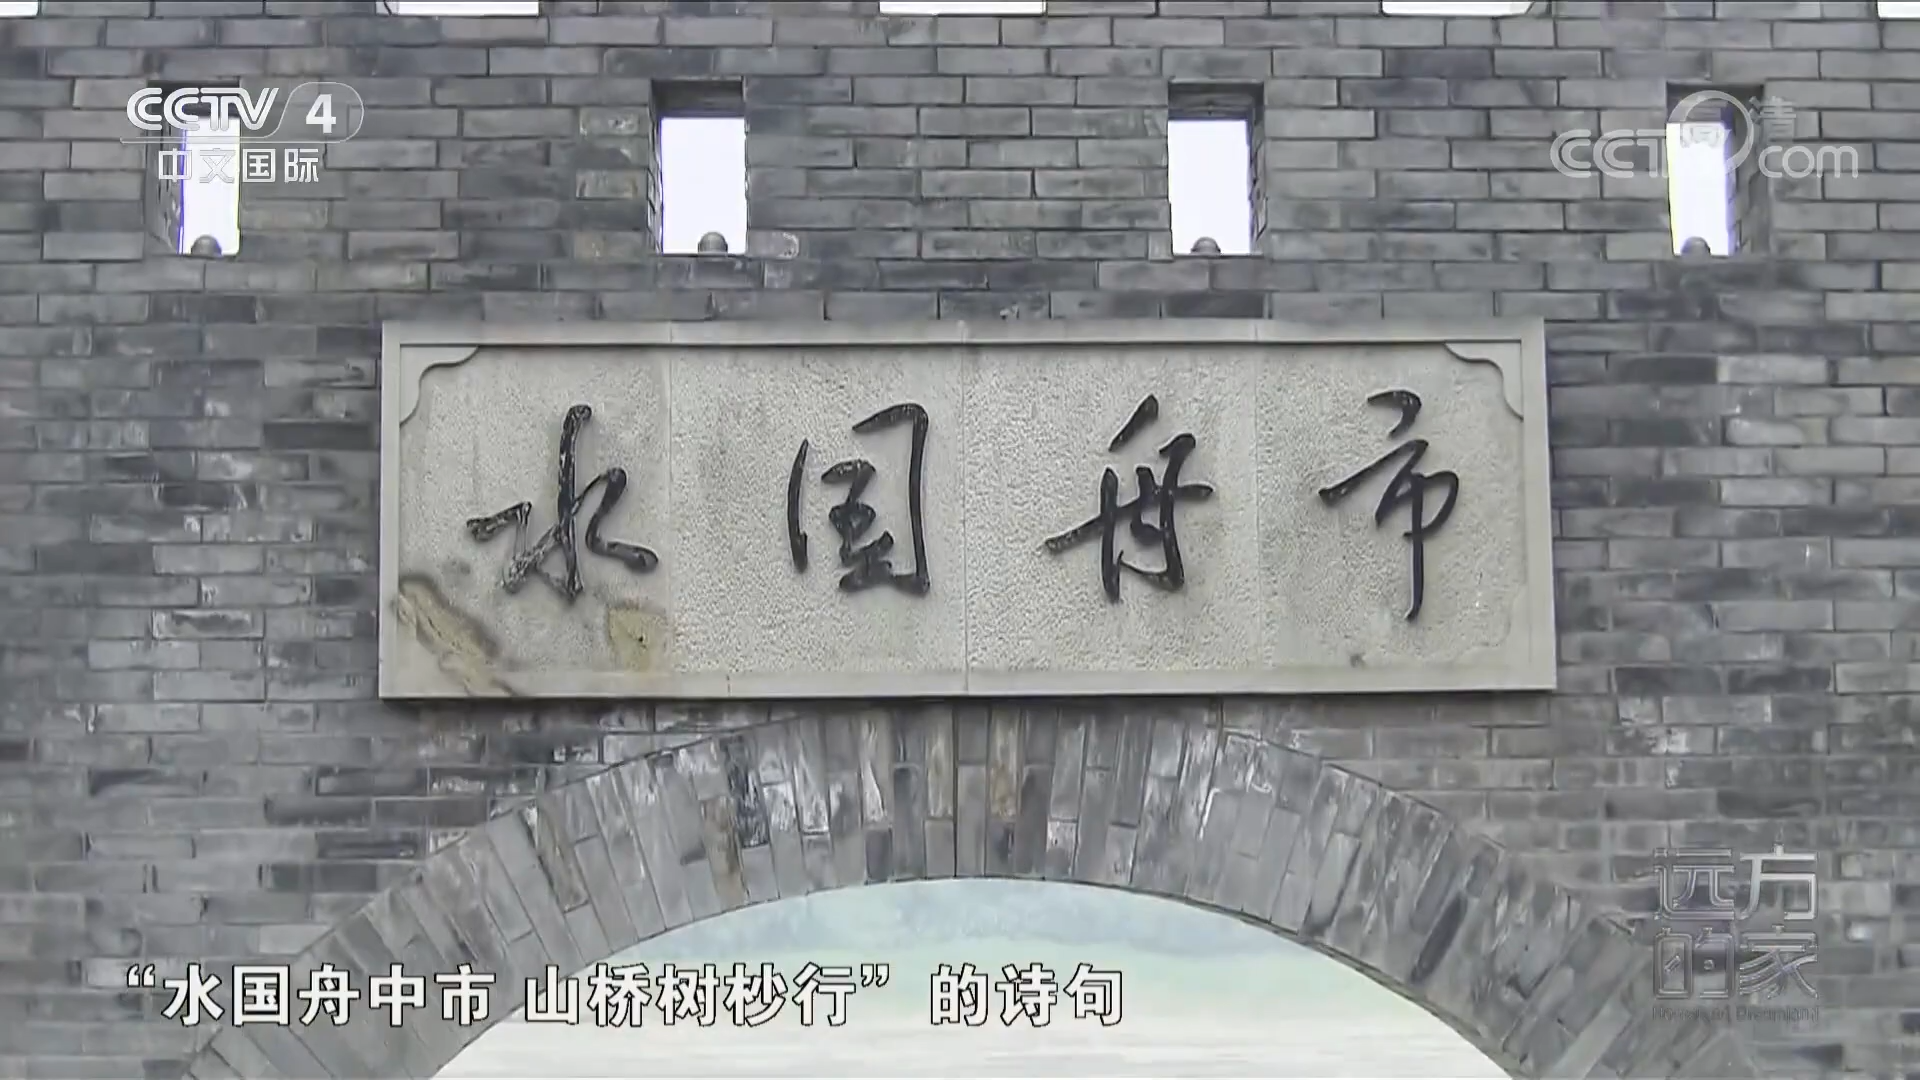 CCTV 4
中文国际
CCTV.com
高清
水国舟市
远方
的家
“水国舟中市 山桥树杪行”的诗句